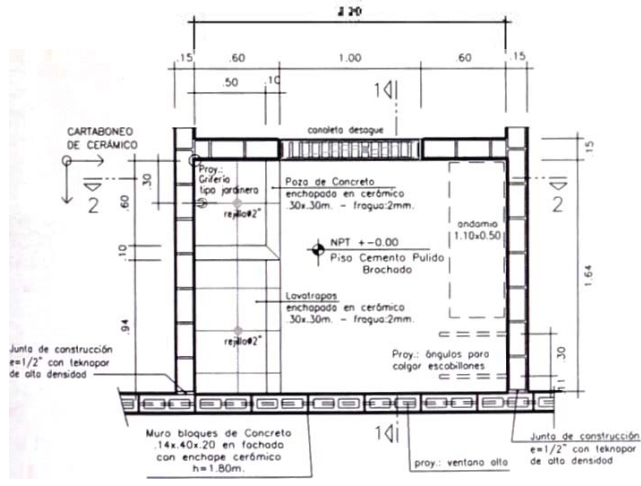 2.20
.15
.60
1.00
.60
.15
.50
.10
1
canaleta desague
CARTABONEO
DE CERÁMICO
.15
Proy.:
Grifería
tipo jardinero
.30
2
.60
Poza de Concreto
enchapada en cerámico
.30x.30m. - fragua:2mm.
rejilla ø2"
2
andamio
1.10x0.50
NPT +-0.00
Piso Cemento Pulido
Brochado
.10
1.64
Lavatrapos
enchapada en cerámico
.30x.30m. - fragua:2mm.
.94
rejilla ø2"
Proy.: ángulos para
colgar escobillones
.30
Junta de construcción
e=1/2" con teknopor
de alta densidad
Muro bloques de Concreto
.14x.40x.20 en fachada
con enchape cerámico
h=1.80m.
1
proy.: ventana alta
Junta de construcción
e=1/2" con teknopor
de alta densidad